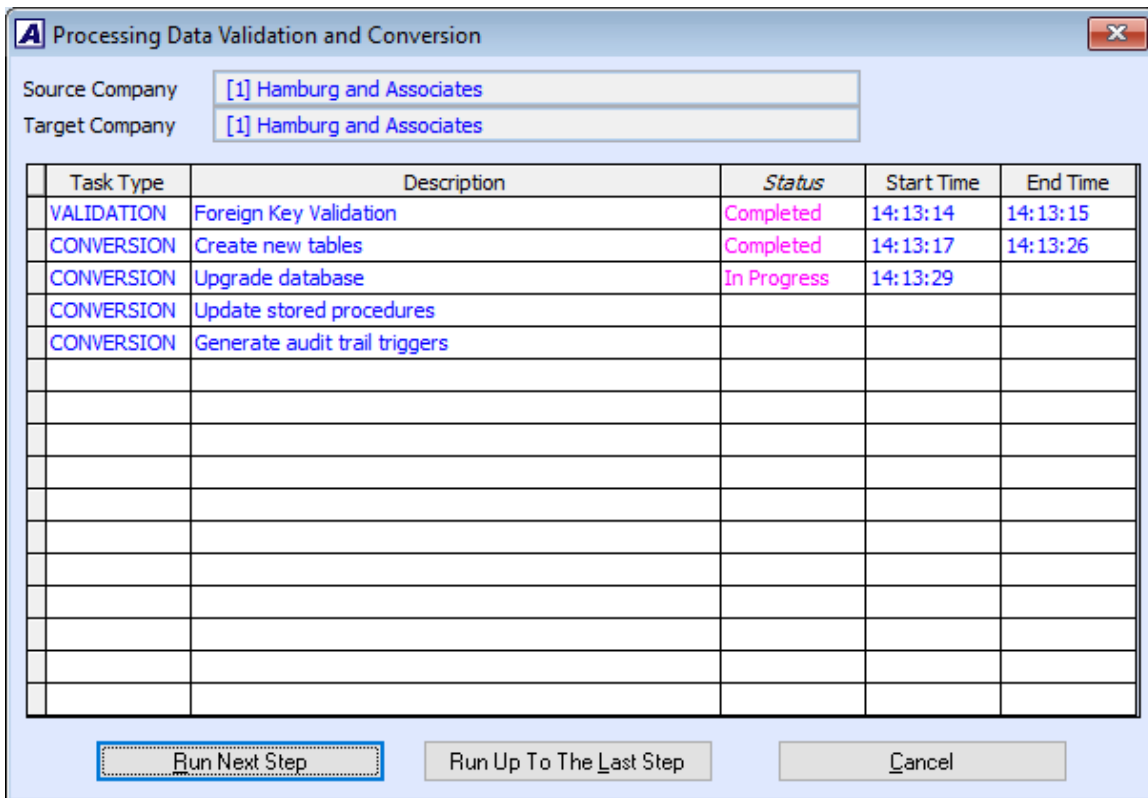 Processing Data Validation and Conversion
Source Company [1] Hamburg and Associates
Target Company [1] Hamburg and Associates
Task Type Description Status Start Time End Time
VALIDATION Foreign Key Validation Completed 14:13:14 14:13:15
CONVERSION Create new tables Completed 14:13:17 14:13:26
CONVERSION Upgrade database In Progress 14:13:29
CONVERSION Update stored procedures
CONVERSION Generate audit trail triggers
Run Next Step Run Up To The Last Step Cancel